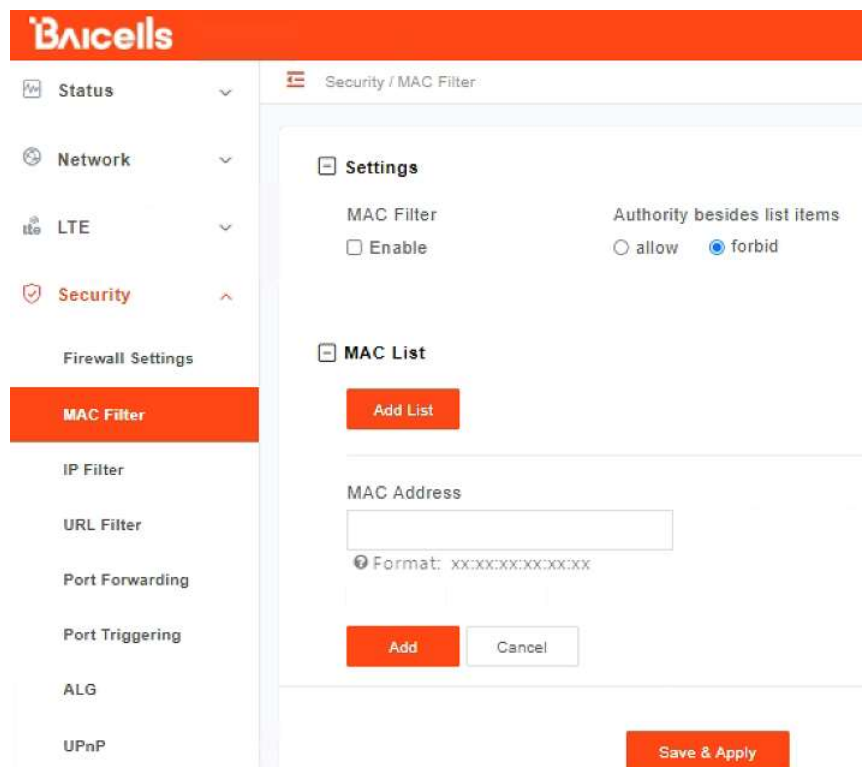 BAICELLS
Status
Network
LTE
Security
Firewall Settings
MAC Filter
IP Filter
URL Filter
Port Forwarding
Port Triggering
ALG
UPnP
Security / MAC Filter
Settings
MAC Filter
Enable
Authority besides list items
allow forbid
MAC List
Add List
MAC Address
Format: xx:xx:xx:xx:xx:xx
Add Cancel
Save & Apply